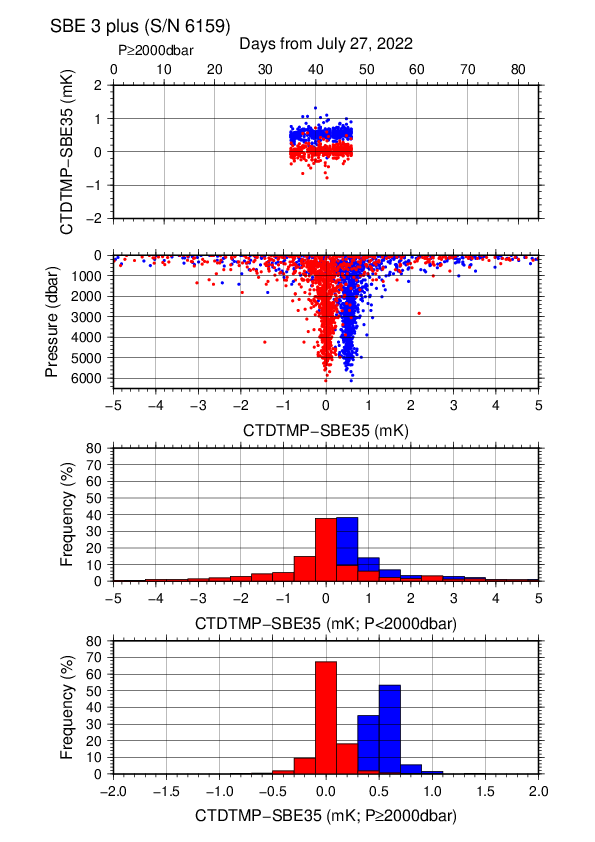 SBE 3 plus (S/N 6159)
P≥2000dbar
Days from July 27, 2022
0 10 20 30 40 50 60 70 80
CTDTMP−SBE35 (mK)
2
1
0
−1
−2
Pressure (dbar)
0
1000
2000
3000
4000
5000
6000
−5 −4 −3 −2 −1 0 1 2 3 4 5
CTDTMP−SBE35 (mK)
Frequency (%)
80
70
60
50
40
30
20
10
0
−5 −4 −3 −2 −1 0 1 2 3 4 5
CTDTMP−SBE35 (mK; P<2000dbar)
Frequency (%)
80
70
60
50
40
30
20
10
0
−2.0 −1.5 −1.0 −0.5 0.0 0.5 1.0 1.5 2.0
CTDTMP−SBE35 (mK; P≥2000dbar)